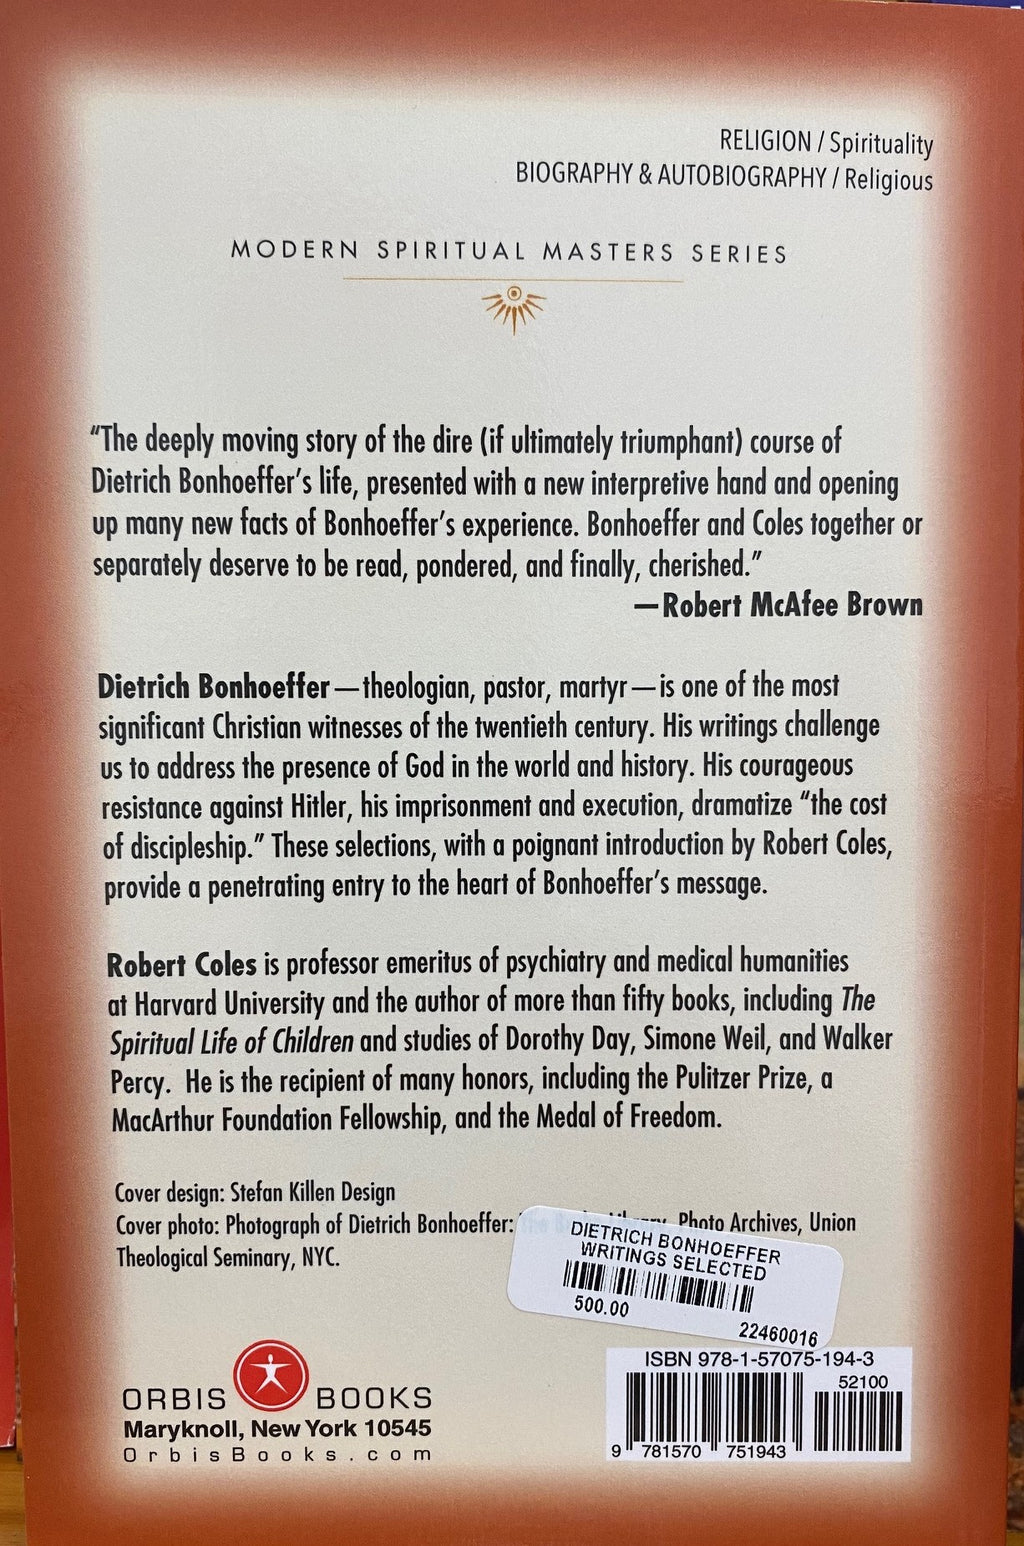 RELIGION / Spirituality
BIOGRAPHY & AUTOBIOGRAPHY / Religious
MODERN SPIRITUAL MASTERS SERIES
“The deeply moving story of the dire (if ultimately triumphant) course of
Dietrich Bonhoeffer’s life, presented with a new interpretive hand and opening
up many new facts of Bonhoeffer’s experience. Bonhoeffer and Coles together or
separately deserve to be read, pondered, and finally, cherished.”
—Robert McAfee Brown
Dietrich Bonhoeffer—theologian, pastor, martyr—is one of the most
significant Christian witnesses of the twentieth century. His writings challenge
us to address the presence of God in the world and history. His courageous
resistance against Hitler, his imprisonment and execution, dramatize “the cost
of discipleship.” These selections, with a poignant introduction by Robert Coles,
provide a penetrating entry to the heart of Bonhoeffer’s message.
Robert Coles is professor emeritus of psychiatry and medical humanities
at Harvard University and the author of more than fifty books, including The
Spiritual Life of Children and studies of Dorothy Day, Simone Weil, and Walker
Percy. He is the recipient of many honors, including the Pulitzer Prize, a
MacArthur Foundation Fellowship, and the Medal of Freedom.
Cover design: Stefan Killen Design
Cover photo: Photograph of Dietrich Bonhoeffer: Photo Archives, Union
Theological Seminary, NYC.
DIETRICH BONHOEFFER
WRITINGS SELECTED
500.00
22460016
ORBIS BOOKS
Maryknoll, New York 10545
OrbisBooks.com
ISBN 978-1-57075-194-3
52100
9 781570 751943